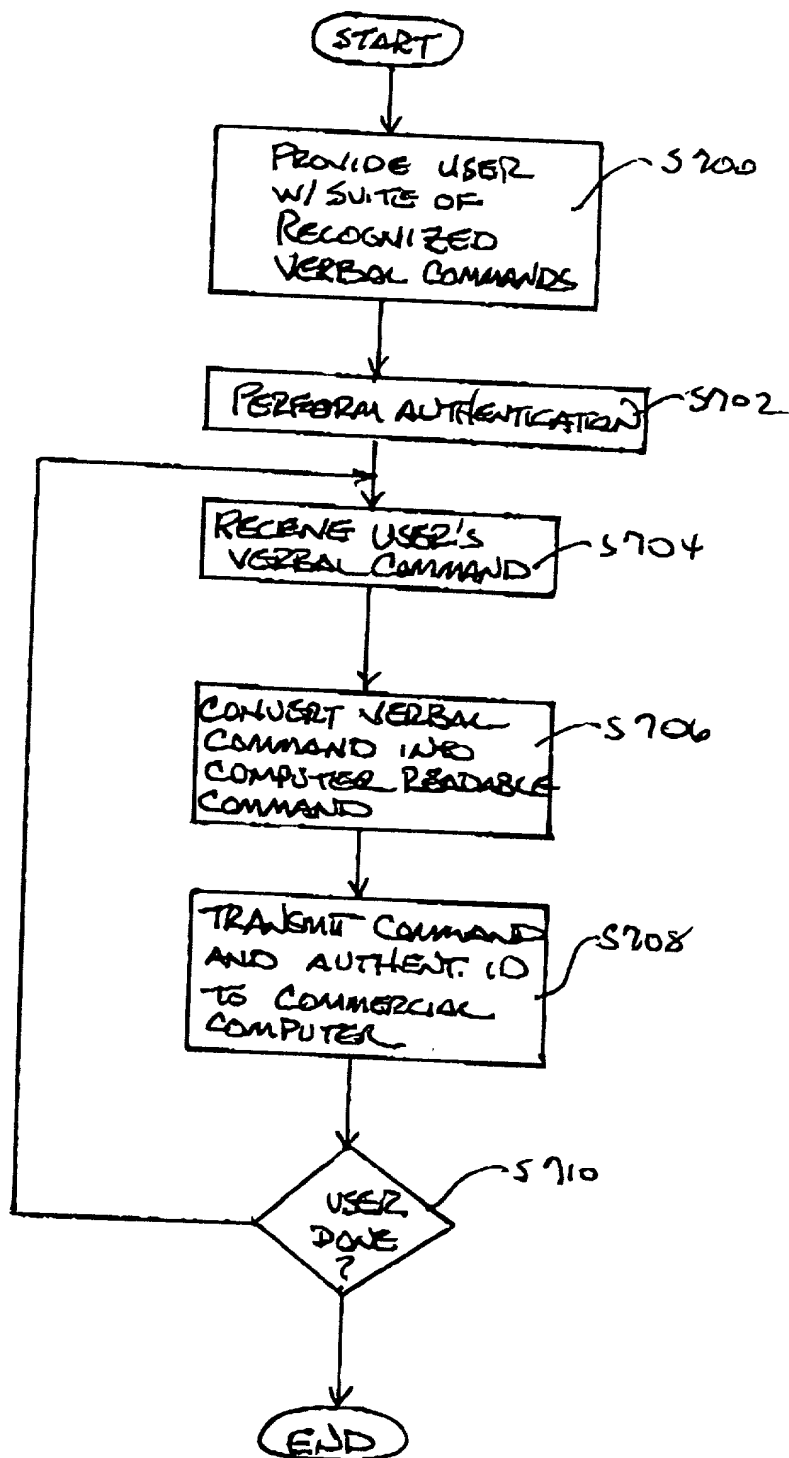 START
PROVIDE USER
W/ SUITE OF
RECOGNIZED
VERBAL COMMANDS
S700
PERFORM AUTHENTICATION
S702
RECEIVE USER'S
VERBAL COMMAND
S704
CONVERT VERBAL
COMMAND INTO
COMPUTER READABLE
COMMAND
S706
TRANSMIT COMMAND
AND AUTHENT. ID
TO COMMERCIAL
COMPUTER
S708
USER
DONE
?
S710
END